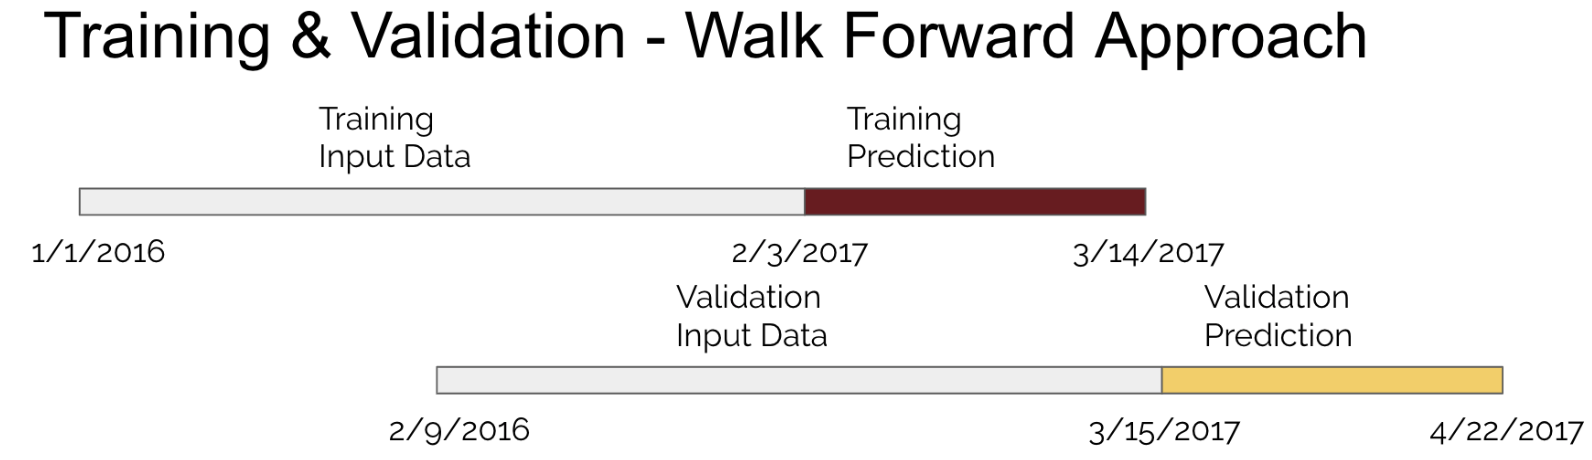 Training & Validation - Walk Forward Approach
Training
Input Data
Training
Prediction
1/1/2016
2/3/2017
3/14/2017
Validation
Input Data
Validation
Prediction
2/9/2016
3/15/2017
4/22/2017